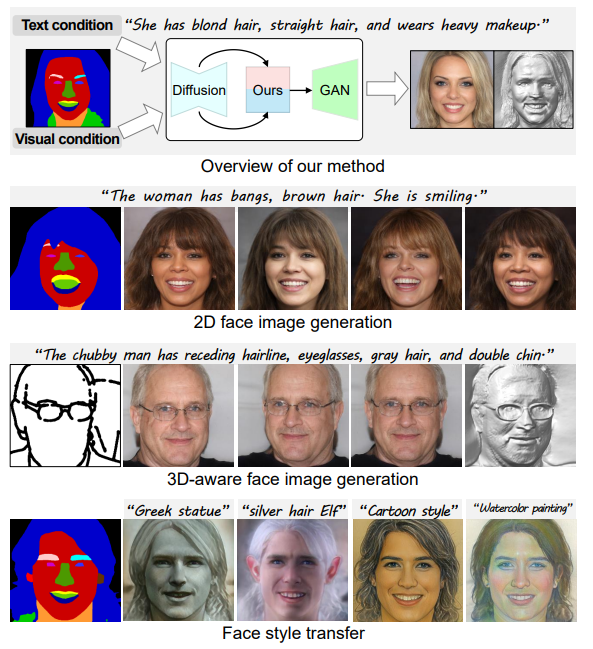 Text condition
“She has blond hair, straight hair, and wears heavy makeup.”
Diffusion
Ours
GAN
Visual condition
Overview of our method
“The woman has bangs, brown hair. She is smiling.”
2D face image generation
“The chubby man has receding hairline, eyeglasses, gray hair, and double chin.”
3D-aware face image generation
“Greek statue”
“silver hair Elf”
“Cartoon style”
“Watercolor painting”
Face style transfer